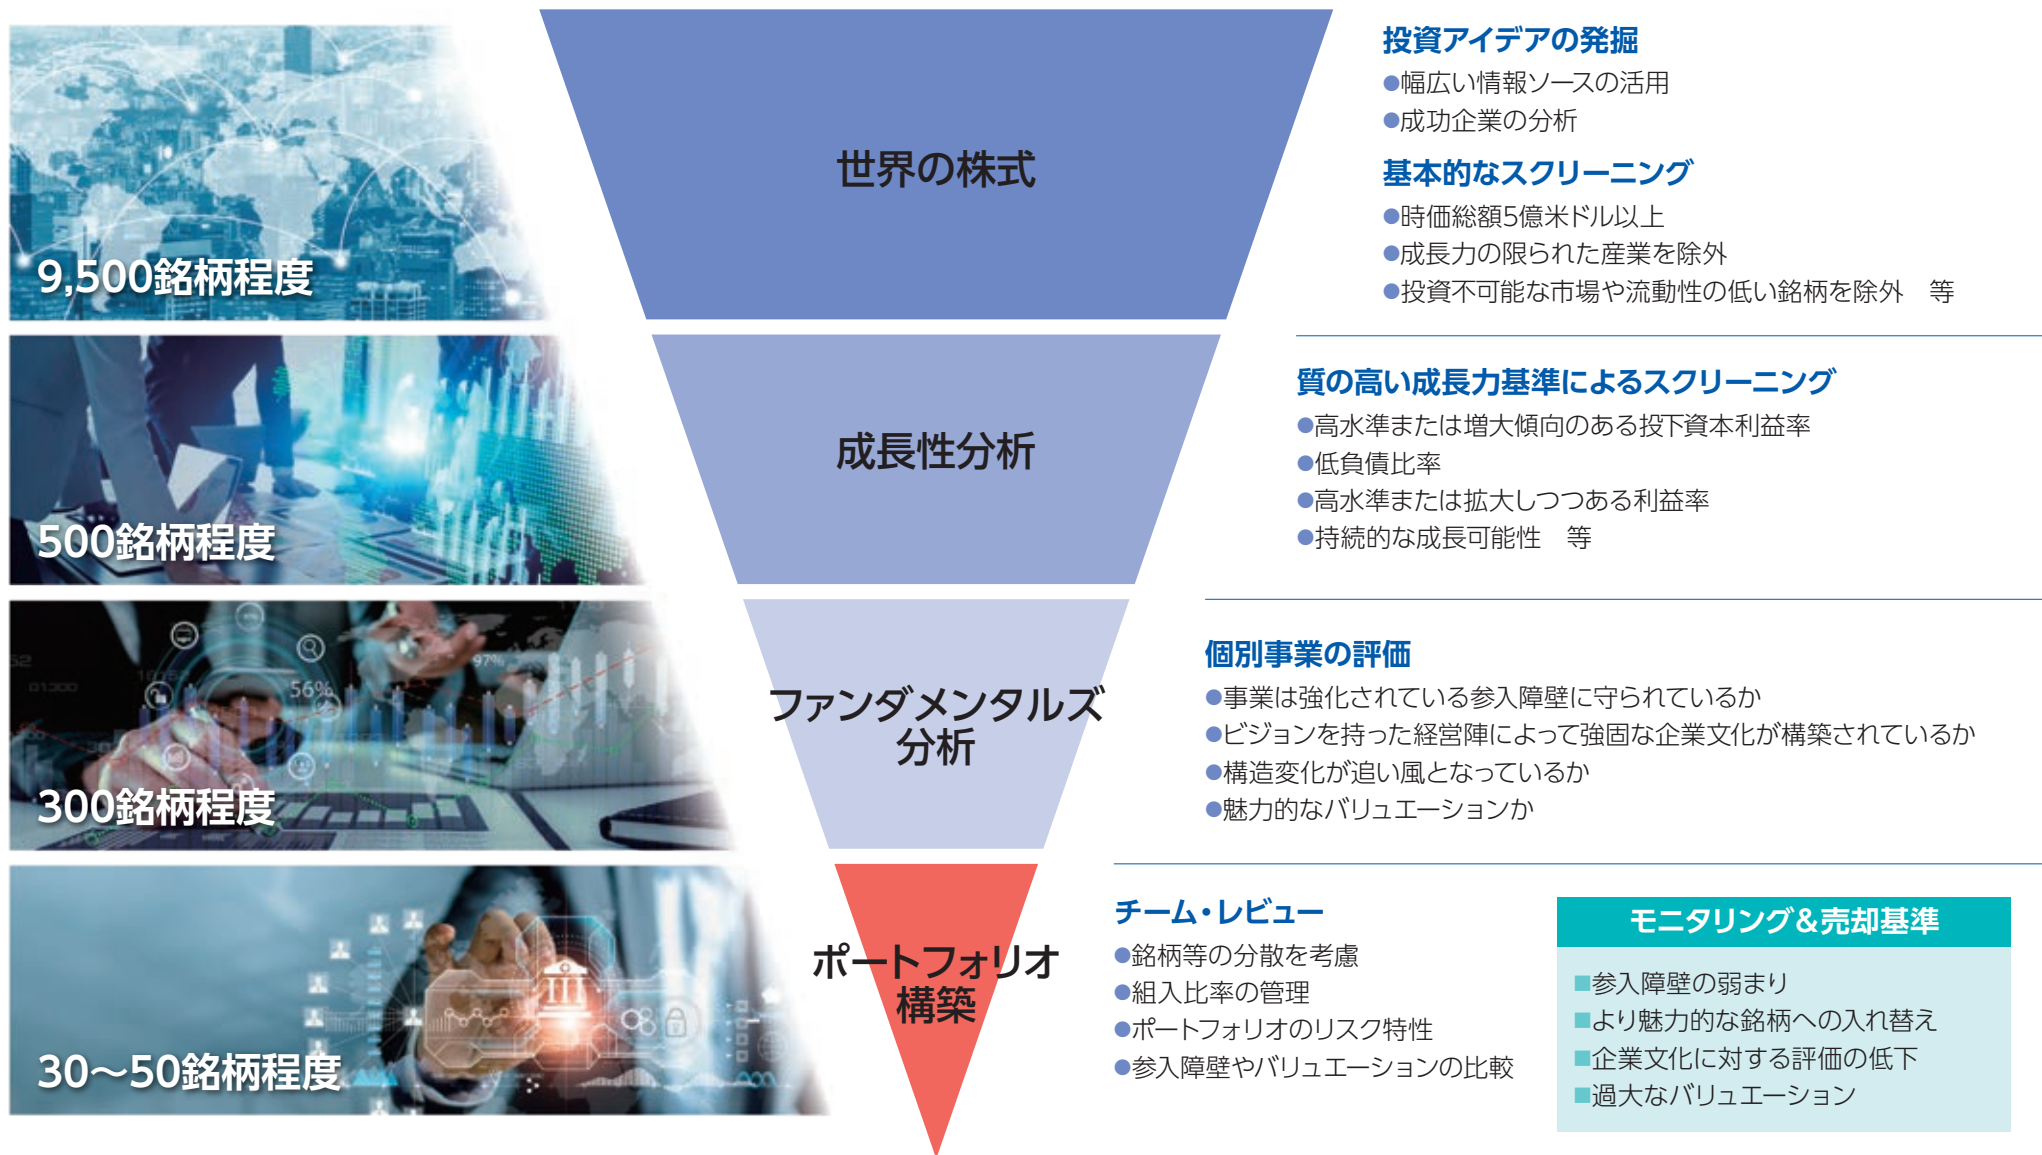 9,500銘柄程度
世界の株式
投資アイデアの発掘
●幅広い情報ソースの活用
●成功企業の分析
基本的なスクリーニング
●時価総額5億米ドル以上
●成長力の限られた産業を除外
●投資不可能な市場や流動性の低い銘柄を除外　等
500銘柄程度
成長性分析
質の高い成長力基準によるスクリーニング
●高水準または増大傾向のある投下資本利益率
●低負債比率
●高水準または拡大しつつある利益率
●持続的な成長可能性　等
97%
56%
300銘柄程度
ファンダメンタルズ
分析
個別事業の評価
●事業は強化されている参入障壁に守られているか
●ビジョンを持った経営陣によって強固な企業文化が構築されているか
●構造変化が追い風となっているか
●魅力的なバリュエーションか
30～50銘柄程度
ポートフォリオ
構築
チーム・レビュー
●銘柄等の分散を考慮
●組入比率の管理
●ポートフォリオのリスク特性
●参入障壁やバリュエーションの比較
モニタリング＆売却基準
■参入障壁の弱まり
■より魅力的な銘柄への入れ替え
■企業文化に対する評価の低下
■過大なバリュエーション